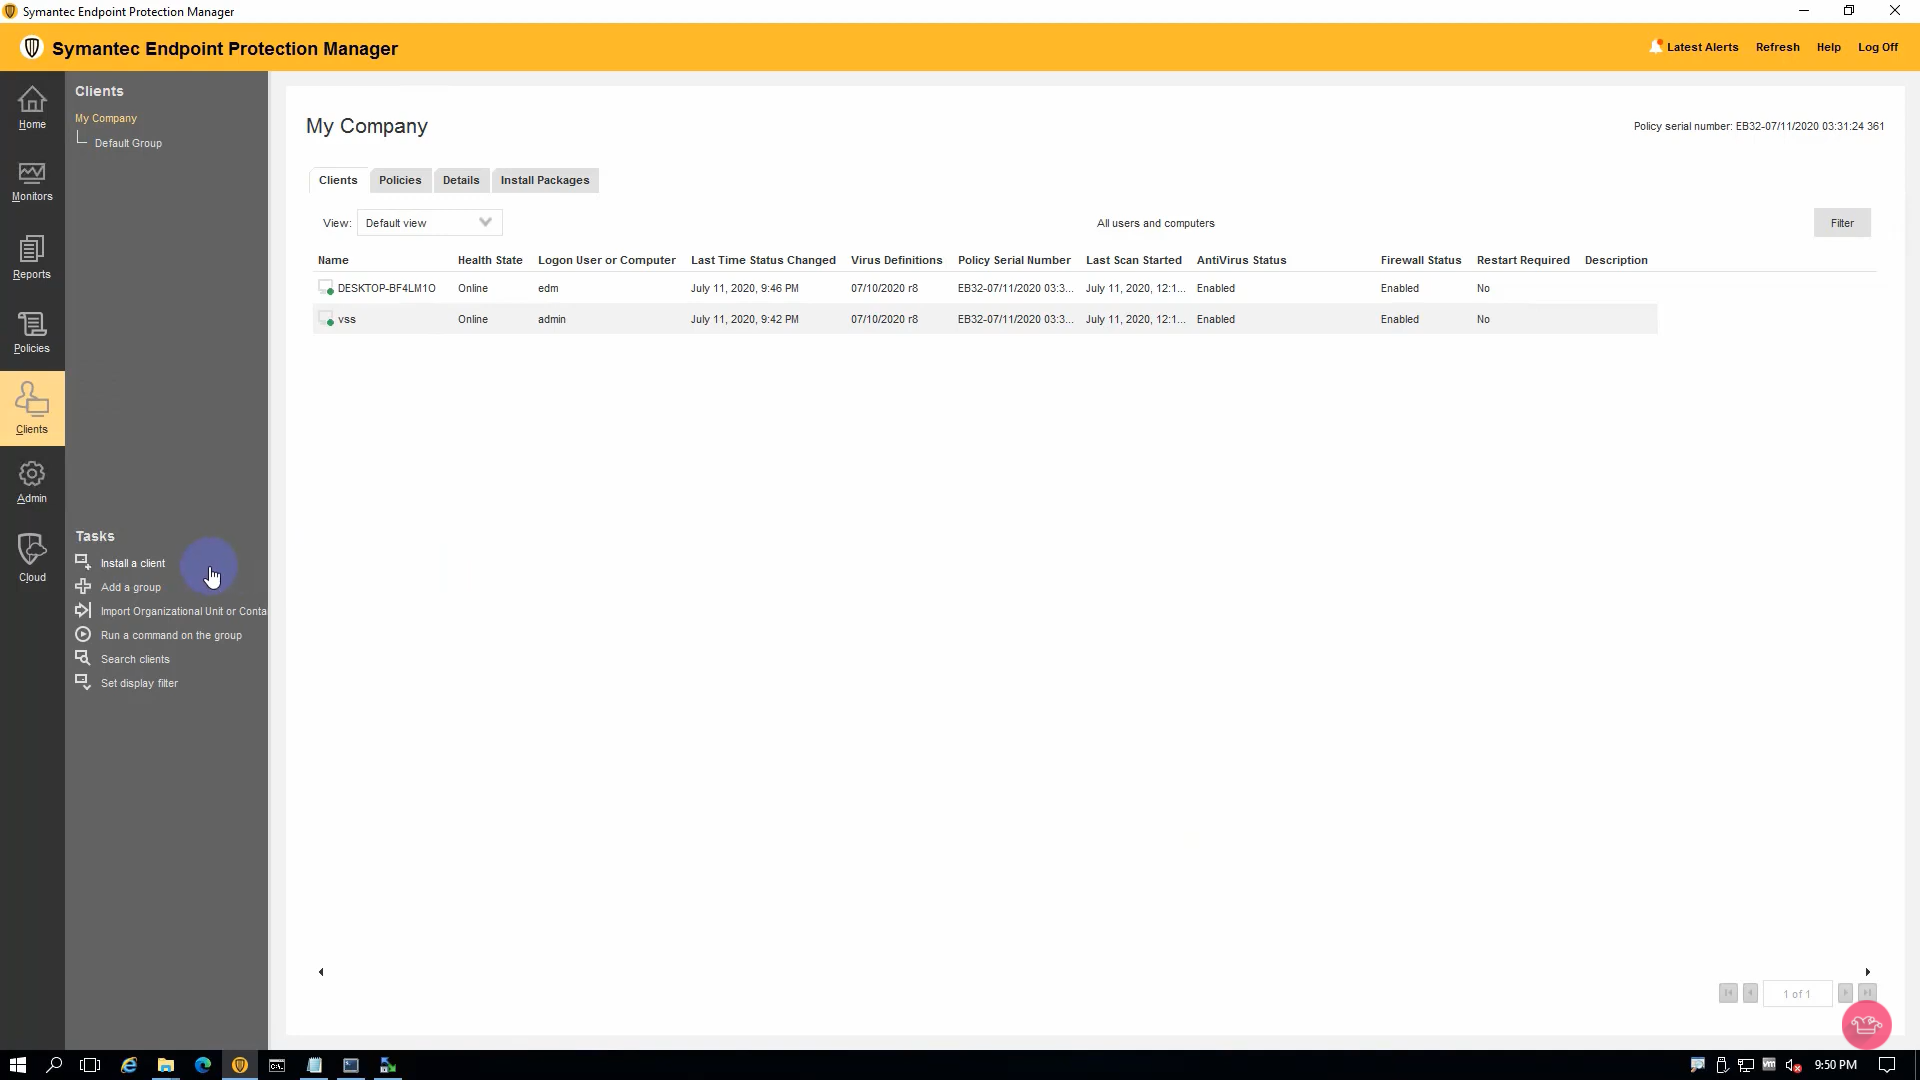 Symantec Endpoint Protection Manager
Symantec Endpoint Protection Manager
Latest Alerts Refresh Help Log Off
Home
Monitors
Reports
Policies
Clients
Admin
Cloud
Clients
My Company
Default Group
Tasks
Install a client
Add a group
Import Organizational Unit or Conta
Run a command on the group
Search clients
Set display filter
My Company
Policy serial number: EB32-07/11/2020 03:31:24 361
Clients Policies Details Install Packages
View: Default view All users and computers Filter
Name Health State Logon User or Computer Last Time Status Changed Virus Definitions Policy Serial Number Last Scan Started AntiVirus Status Firewall Status Restart Required Description
DESKTOP-BF4LM1O Online edm July 11, 2020, 9:46 PM 07/10/2020 r8 EB32-07/11/2020 03:3... July 11, 2020, 12:1... Enabled Enabled No
vss Online admin July 11, 2020, 9:42 PM 07/10/2020 r8 EB32-07/11/2020 03:3... July 11, 2020, 12:1... Enabled Enabled No
1 of 1
9:50 PM